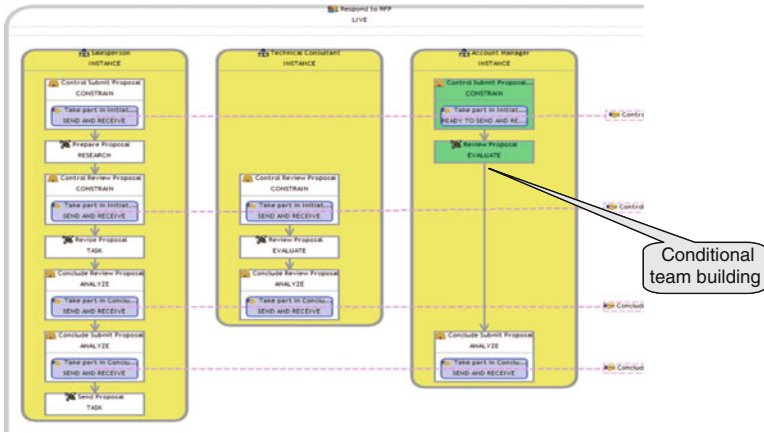 Respond to RFP
LIVE
Salesperson
INSTANCE
Control Submit Proposal
CONSTRAIN
Take part in Initiat...
SEND AND RECEIVE
Prepare Proposal
RESEARCH
Control Review Proposal
CONSTRAIN
Take part in Initiat...
SEND AND RECEIVE
Revise Proposal
TASK
Conclude Review Proposal
ANALYZE
Take part in Conclu...
SEND AND RECEIVE
Conclude Submit Proposal
ANALYZE
Take part in Conclu...
SEND AND RECEIVE
Send Proposal
TASK
Technical Consultant
INSTANCE
Control Review Proposal
CONSTRAIN
Take part in Initiat...
SEND AND RECEIVE
Review Proposal
EVALUATE
Conclude Review Proposal
ANALYZE
Take part in Conclu...
SEND AND RECEIVE
Account Manager
INSTANCE
Control Submit Proposal...
CONSTRAIN
Take part in Initiat...
READY TO SEND AND RE...
Review Proposal
EVALUATE
Conclude Submit Proposal
ANALYZE
Take part in Conclu...
SEND AND RECEIVE
Contro
Control
Conclude
Conclud
Conditional
team building